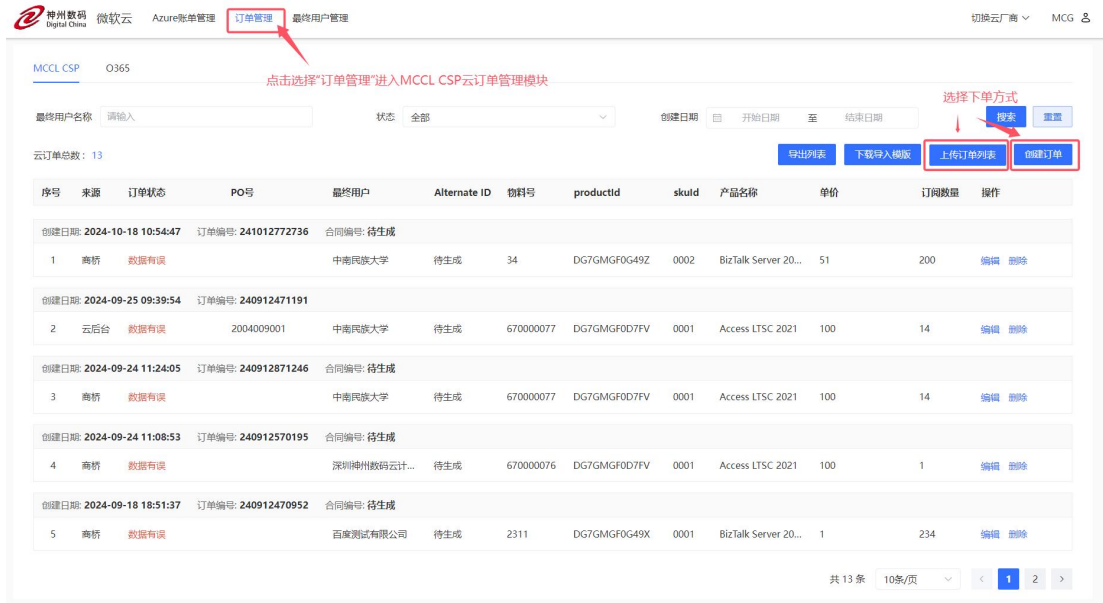 神州数码 Digital China 微软云 Azure账单管理 订单管理 最终用户管理 切换云厂商 MCG
MCCL CSP O365
点击选择"订单管理"进入MCCL CSP云订单管理模块
选择下单方式
最终用户名称 请输入 状态 全部 创建日期 开始日期 至 结束日期 搜索 重置
云订单总数: 13 导出列表 下载导入模版 上传订单列表 创建订单
序号 来源 订单状态 PO号 最终用户 Alternate ID 物料号 productId skuId 产品名称 单价 订阅数量 操作
创建日期: 2024-10-18 10:54:47 订单编号: 241012772736 合同编号: 待生成
1 商桥 数据有误 中南民族大学 待生成 34 DG7GMGF0G49Z 0002 BizTalk Server 20... 51 200 编辑 删除
创建日期: 2024-09-25 09:39:54 订单编号: 240912471191
2 云后台 数据有误 2004009001 中南民族大学 待生成 670000077 DG7GMGF0D7FV 0001 Access LTSC 2021 100 14 编辑 删除
创建日期: 2024-09-24 11:24:05 订单编号: 240912871246 合同编号: 待生成
3 商桥 数据有误 中南民族大学 待生成 670000077 DG7GMGF0D7FV 0001 Access LTSC 2021 100 14 编辑 删除
创建日期: 2024-09-24 11:08:53 订单编号: 240912570195 合同编号: 待生成
4 商桥 数据有误 深圳神州数码云计... 待生成 670000076 DG7GMGF0D7FV 0001 Access LTSC 2021 100 1 编辑 删除
创建日期: 2024-09-18 18:51:37 订单编号: 240912470952 合同编号: 待生成
5 商桥 数据有误 百度测试有限公司 待生成 2311 DG7GMGF0G49X 0001 BizTalk Server 20... 1 234 编辑 删除
共 13 条 10条/页 1 2